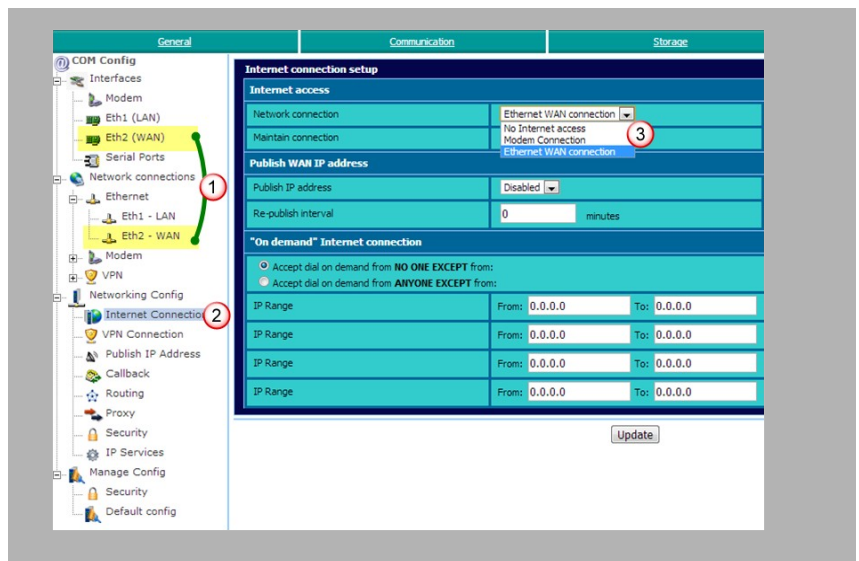 General
Communication
Storage
COM Config
Interfaces
Modem
Eth1 (LAN)
Eth2 (WAN)
Serial Ports
Network connections
Ethernet
Eth1 - LAN
Eth2 - WAN
Modem
VPN
Networking Config
Internet Connection
VPN Connection
Publish IP Address
Callback
Routing
Proxy
Security
IP Services
Manage Config
Security
Default config
1
2
Internet connection setup
Internet access
Network connection Ethernet WAN connection
No Internet access
Modem Connection
Ethernet WAN connection
3
Maintain connection
Publish WAN IP address
Publish IP address Disabled
Re-publish interval 0 minutes
"On demand" Internet connection
Accept dial on demand from NO ONE EXCEPT from:
Accept dial on demand from ANYONE EXCEPT from:
IP Range From: 0.0.0.0 To: 0.0.0.0
IP Range From: 0.0.0.0 To: 0.0.0.0
IP Range From: 0.0.0.0 To: 0.0.0.0
IP Range From: 0.0.0.0 To: 0.0.0.0
Update